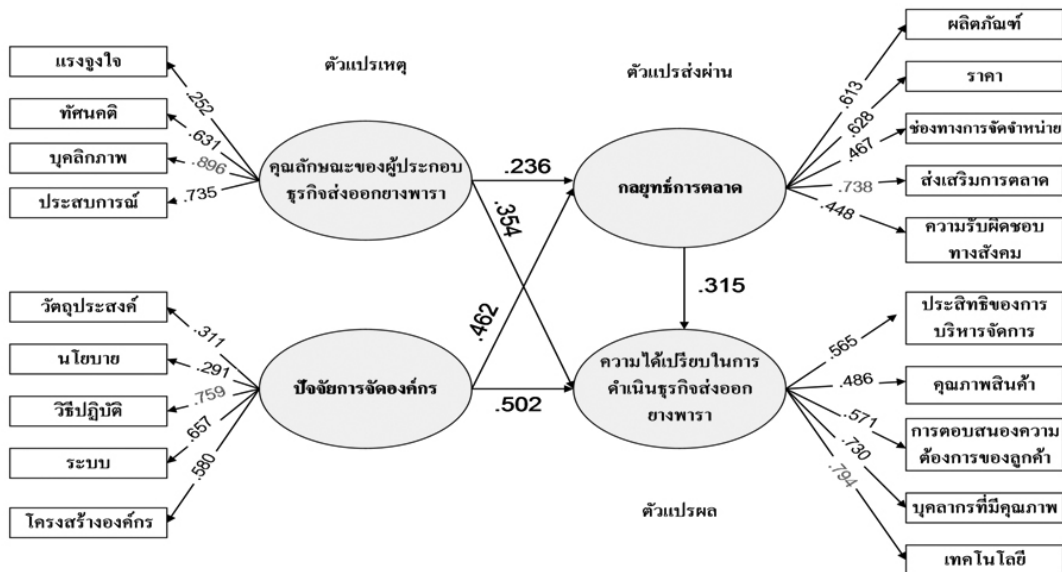 ตัวแปรเหตุ
ตัวแปรส่งผ่าน
แรงจูงใจ
ทัศนคติ
บุคลิกภาพ
ประสบการณ์
.252
.631
.896
.735
คุณลักษณะของผู้ประกอบ
ธุรกิจส่งออกยางพารา
.236
.354
กลยุทธ์การตลาด
.613
.628
.467
.738
.448
ผลิตภัณฑ์
ราคา
ช่องทางการจัดจำหน่าย
ส่งเสริมการตลาด
ความรับผิดชอบ
ทางสังคม
วัตถุประสงค์
นโยบาย
วิธีปฏิบัติ
ระบบ
โครงสร้างองค์กร
.311
.291
.759
.657
.580
ปัจจัยการจัดองค์กร
.462
.502
.315
ความได้เปรียบในการ
ดำเนินธุรกิจส่งออก
ยางพารา
.565
.486
.571
.730
.794
ประสิทธิของการ
บริหารจัดการ
คุณภาพสินค้า
การตอบสนองความ
ต้องการของลูกค้า
บุคลากรที่มีคุณภาพ
เทคโนโลยี
ตัวแปรผล